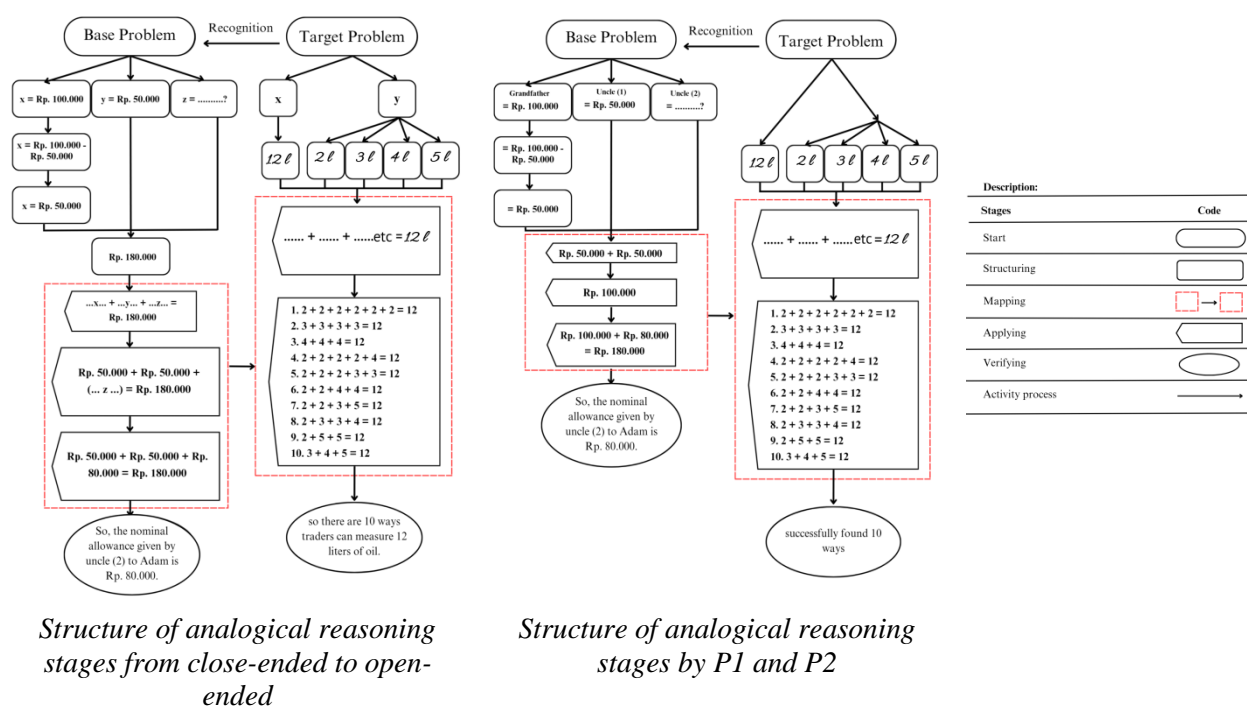 Base Problem
Recognition
Target Problem
x = Rp. 100.000
y = Rp. 50.000
z = ..........?
x = Rp. 100.000 -
Rp. 50.000
x = Rp. 50.000
Rp. 180.000
...x... + ...y... + ...z... =
Rp. 180.000
Rp. 50.000 + Rp. 50.000 +
(... z ...) = Rp. 180.000
Rp. 50.000 + Rp. 50.000 + Rp.
80.000 = Rp. 180.000
So, the nominal
allowance given by
uncle (2) to Adam is
Rp. 80.000.
x
y
12 ℓ
2 ℓ
3 ℓ
4 ℓ
5 ℓ
...... + ...... + ......etc = 12 ℓ
1. 2 + 2 + 2 + 2 + 2 + 2 = 12
2. 3 + 3 + 3 + 3 = 12
3. 4 + 4 + 4 = 12
4. 2 + 2 + 2 + 2 + 4 = 12
5. 2 + 2 + 2 + 3 + 3 = 12
6. 2 + 2 + 4 + 4 = 12
7. 2 + 2 + 3 + 5 = 12
8. 2 + 3 + 3 + 4 = 12
9. 2 + 5 + 5 = 12
10. 3 + 4 + 5 = 12
so there are 10 ways
traders can measure 12
liters of oil.
Structure of analogical reasoning
stages from close-ended to open-
ended
Base Problem
Recognition
Target Problem
Grandfather
= Rp. 100.000
Uncle (1)
= Rp. 50.000
Uncle (2)
= ..........?
= Rp. 100.000 -
Rp. 50.000
= Rp. 50.000
Rp. 50.000 + Rp. 50.000
Rp. 100.000
Rp. 100.000 + Rp. 80.000
= Rp. 180.000
So, the nominal
allowance given by
uncle (2) to Adam is
Rp. 80.000.
12 ℓ
2 ℓ
3 ℓ
4 ℓ
5 ℓ
...... + ...... + ......etc = 12 ℓ
1. 2 + 2 + 2 + 2 + 2 + 2 = 12
2. 3 + 3 + 3 + 3 = 12
3. 4 + 4 + 4 = 12
4. 2 + 2 + 2 + 2 + 4 = 12
5. 2 + 2 + 2 + 3 + 3 = 12
6. 2 + 2 + 4 + 4 = 12
7. 2 + 2 + 3 + 5 = 12
8. 2 + 3 + 3 + 4 = 12
9. 2 + 5 + 5 = 12
10. 3 + 4 + 5 = 12
successfully found 10
ways
Structure of analogical reasoning
stages by P1 and P2
Description:
Stages Code
Start
Structuring
Mapping
Applying
Verifying
Activity process